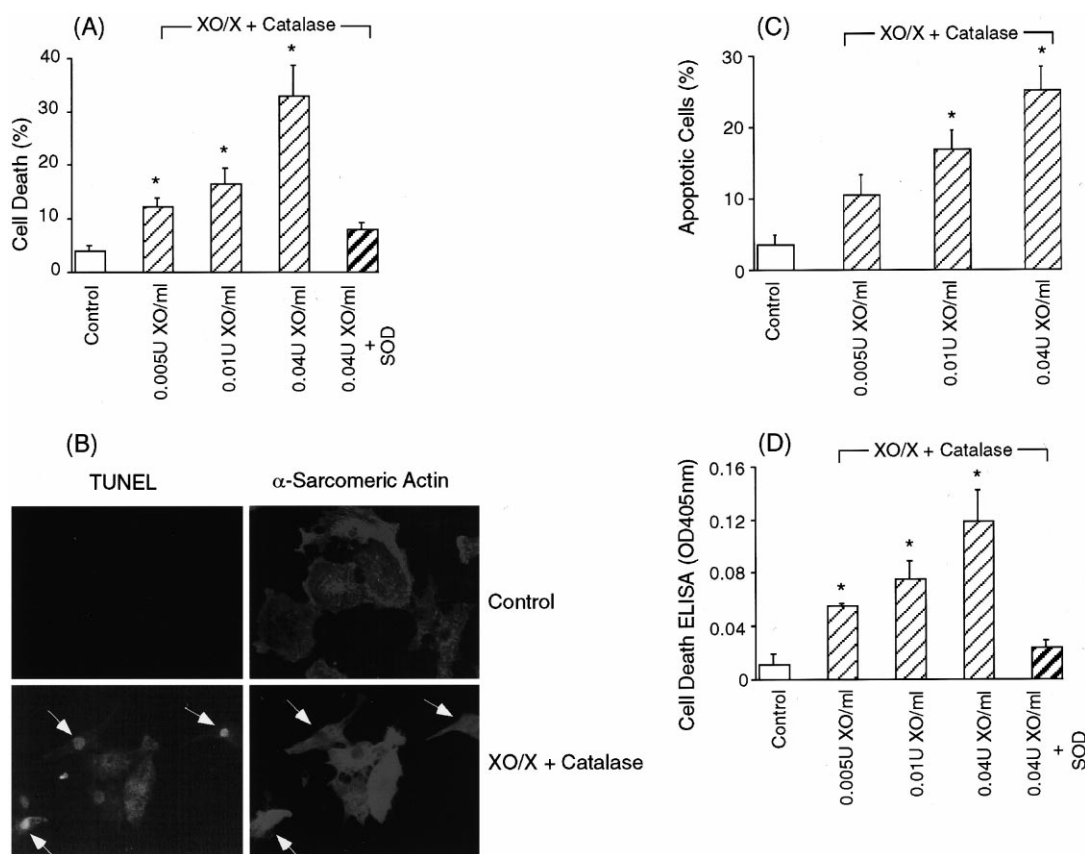 (A)
XO/X + Catalase
Cell Death (%)
40
30
20
10
0
*
*
*
Control
0.005U XO/ml
0.01U XO/ml
0.04U XO/ml
0.04U XO/ml
+
SOD
(B)
TUNEL
α-Sarcomeric Actin
Control
XO/X + Catalase
(C)
XO/X + Catalase
Apoptotic Cells (%)
30
20
10
0
*
*
Control
0.005U XO/ml
0.01U XO/ml
0.04U XO/ml
(D)
XO/X + Catalase
Cell Death ELISA (OD405nm)
0.16
0.12
0.08
0.04
0
*
*
*
Control
0.005U XO/ml
0.01U XO/ml
0.04U XO/ml
0.04U XO/ml
+
SOD